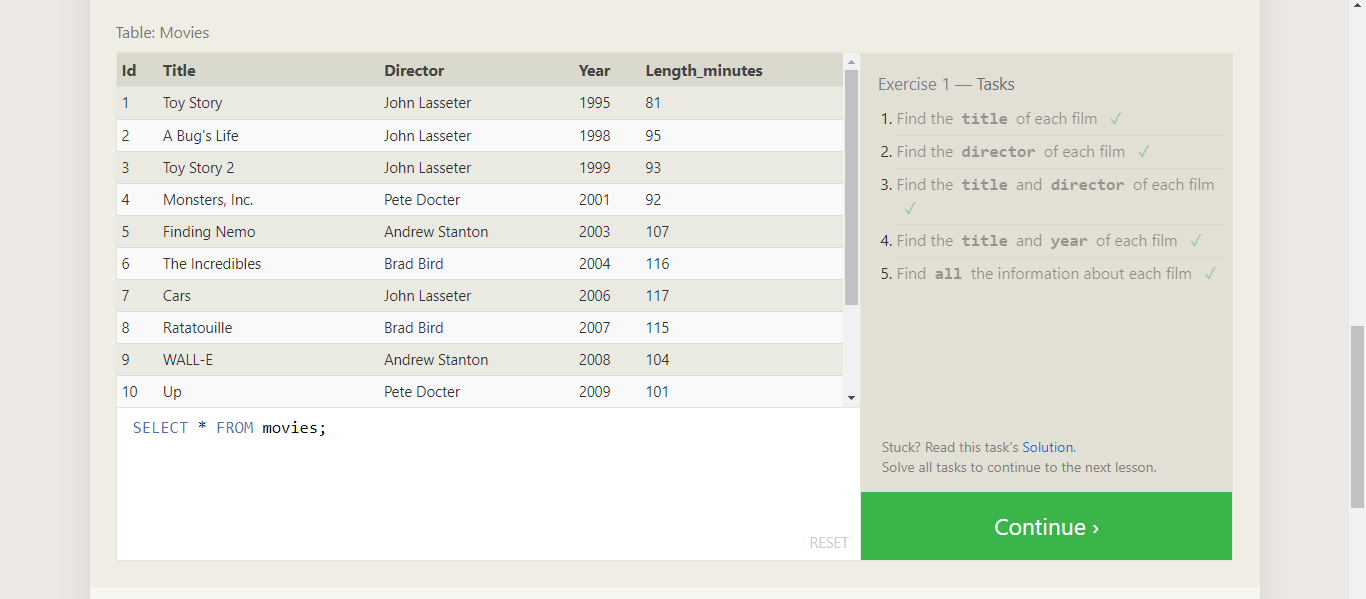 Table: Movies
Id Title Director Year Length_minutes
1 Toy Story John Lasseter 1995 81
2 A Bug's Life John Lasseter 1998 95
3 Toy Story 2 John Lasseter 1999 93
4 Monsters, Inc. Pete Docter 2001 92
5 Finding Nemo Andrew Stanton 2003 107
6 The Incredibles Brad Bird 2004 116
7 Cars John Lasseter 2006 117
8 Ratatouille Brad Bird 2007 115
9 WALL-E Andrew Stanton 2008 104
10 Up Pete Docter 2009 101
SELECT * FROM movies;
RESET
Exercise 1 — Tasks
1. Find the title of each film ✓
2. Find the director of each film ✓
3. Find the title and director of each film
✓
4. Find the title and year of each film ✓
5. Find all the information about each film ✓
Stuck? Read this task's Solution.
Solve all tasks to continue to the next lesson.
Continue ›